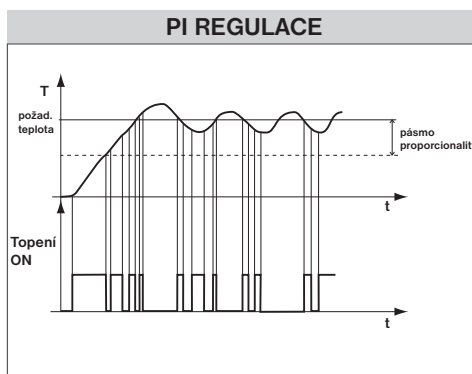 PI REGULACE
T
požad.
teplota
pásmo
proporcionalit
t
Topení
ON
t